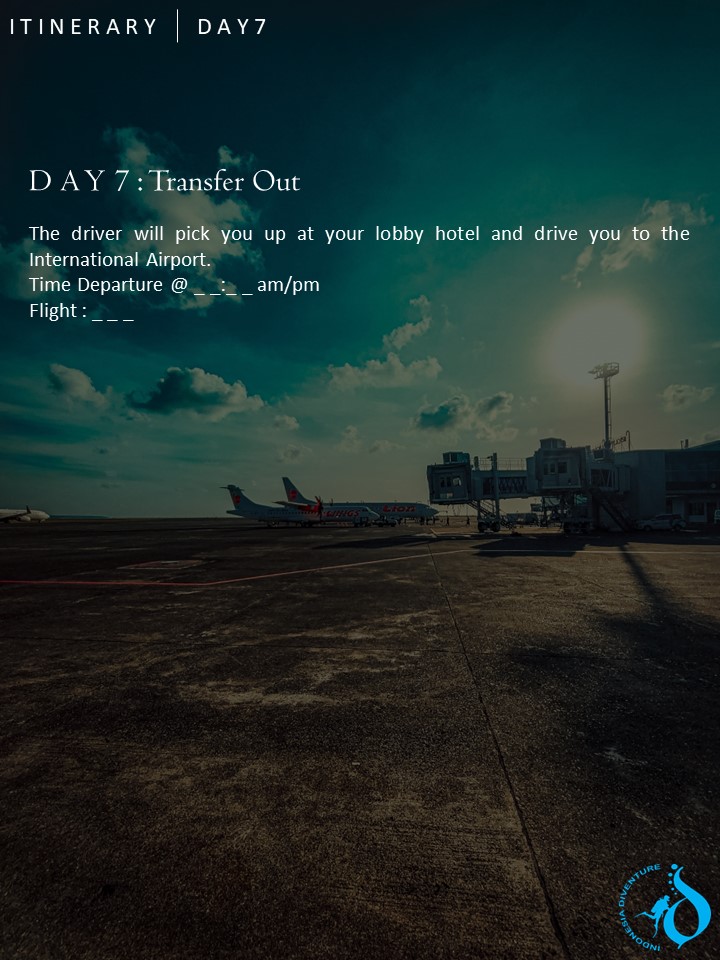 ITINERARY | DAY7
DAY 7 : Transfer Out
The driver will pick you up at your lobby hotel and drive you to the
International Airport.
Time Departure @ _ _:_ _ am/pm
Flight : _ _ _
INDONESIA DIVENTURE